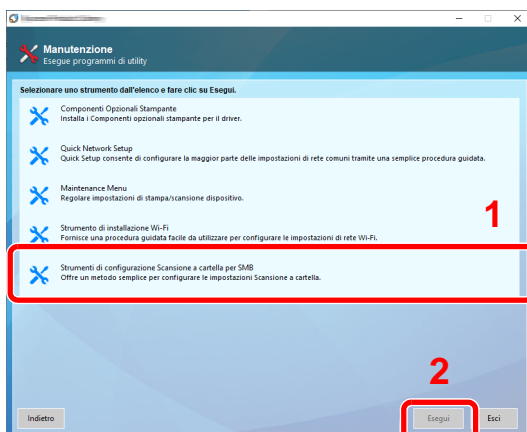 Manutenzione
Esegue programmi di utility
Selezionare uno strumento dall'elenco e fare clic su Esegui.
Componenti Opzionali Stampante
Installa i Componenti opzionali stampante per il driver.
Quick Network Setup
Quick Setup consente di configurare la maggior parte delle impostazioni di rete comuni tramite una semplice procedura guidata.
Maintenance Menu
Regolare impostazioni di stampa/scansione dispositivo.
1
Strumento di installazione Wi-Fi
Fornisce una procedura guidata facile da utilizzare per configurare le impostazioni di rete Wi-Fi.
Strumenti di configurazione Scansione a cartella per SMB
Offre un metodo semplice per configurare le impostazioni Scansione a cartella.
2
Indietro
Esegui
Esci